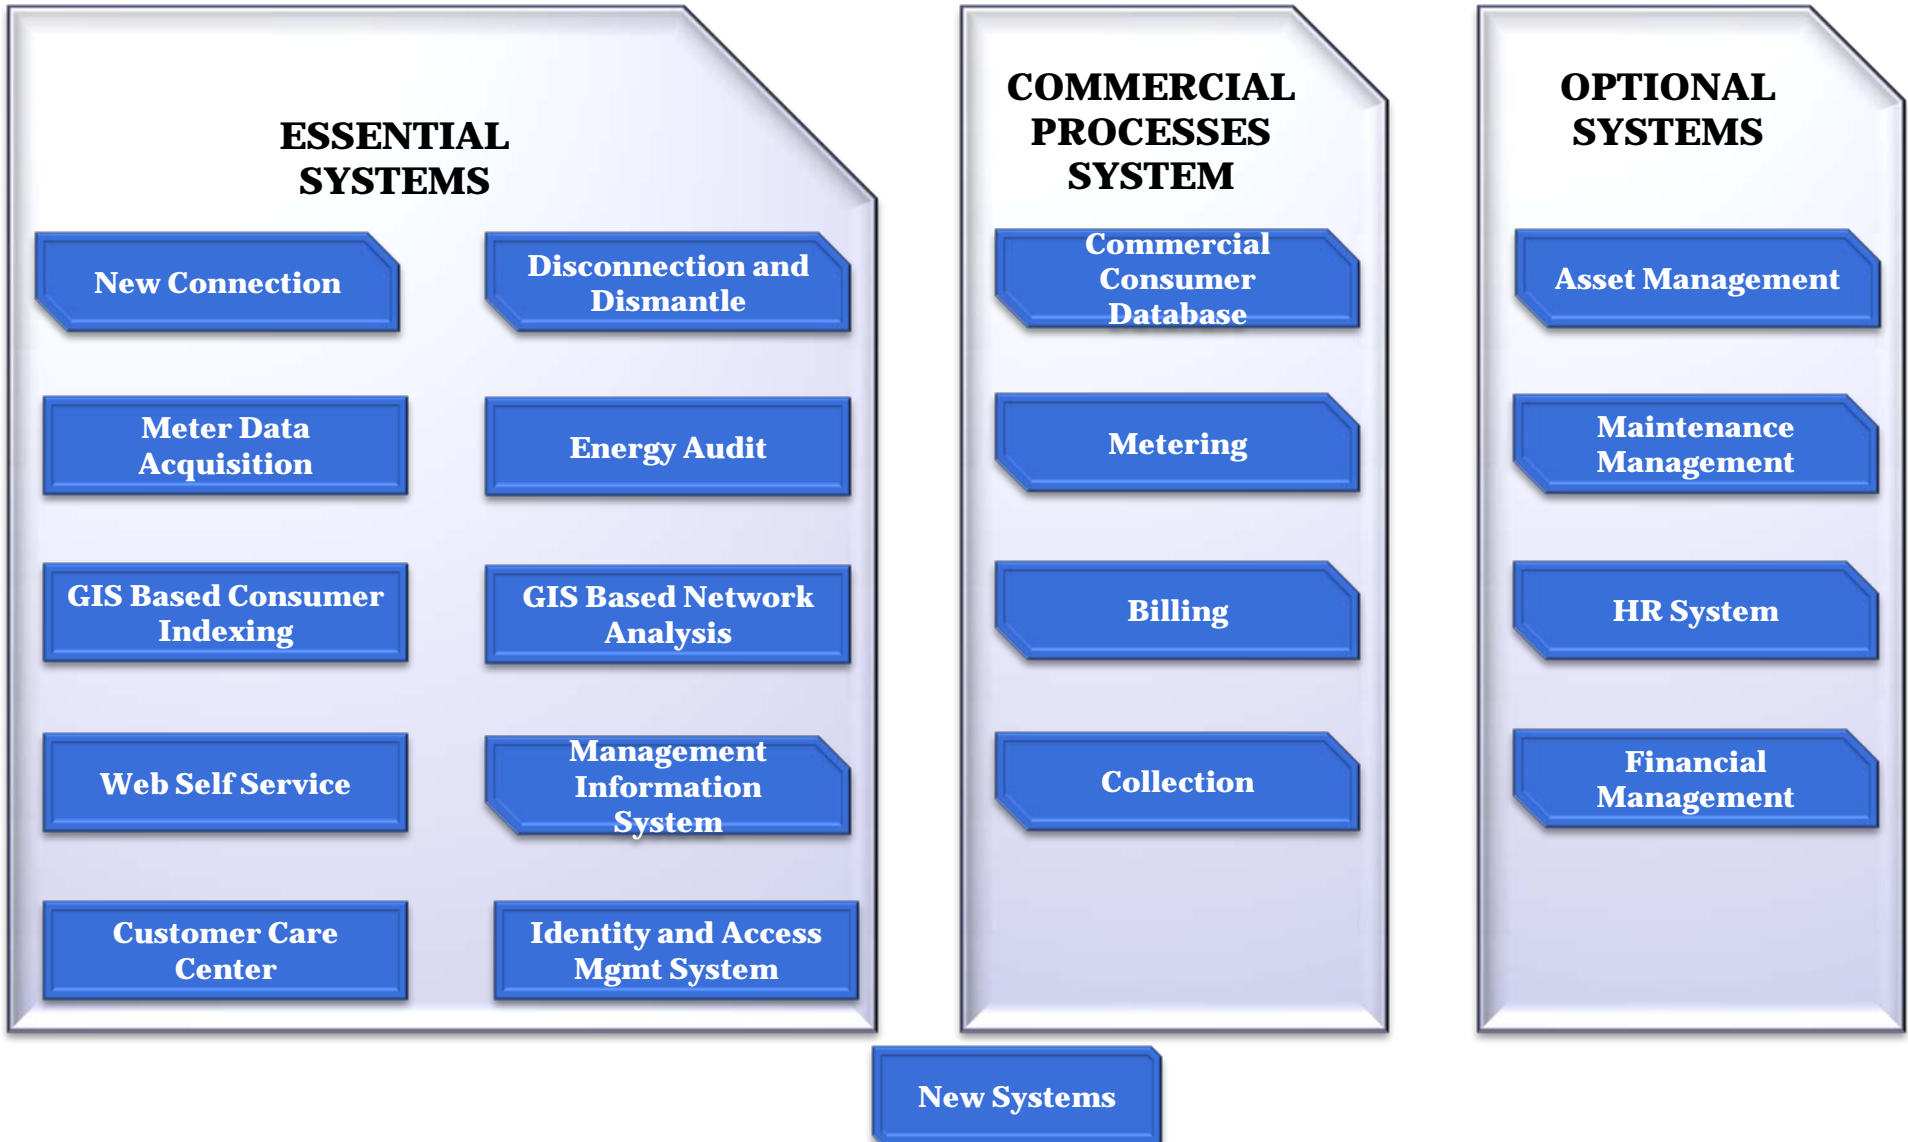 ESSENTIAL
SYSTEMS
New Connection
Disconnection and
Dismantle
Meter Data
Acquisition
Energy Audit
GIS Based Consumer
Indexing
GIS Based Network
Analysis
Web Self Service
Management
Information
System
Customer Care
Center
Identity and Access
Mgmt System
COMMERCIAL
PROCESSES
SYSTEM
Commercial
Consumer
Database
Metering
Billing
Collection
OPTIONAL
SYSTEMS
Asset Management
Maintenance
Management
HR System
Financial
Management
New Systems